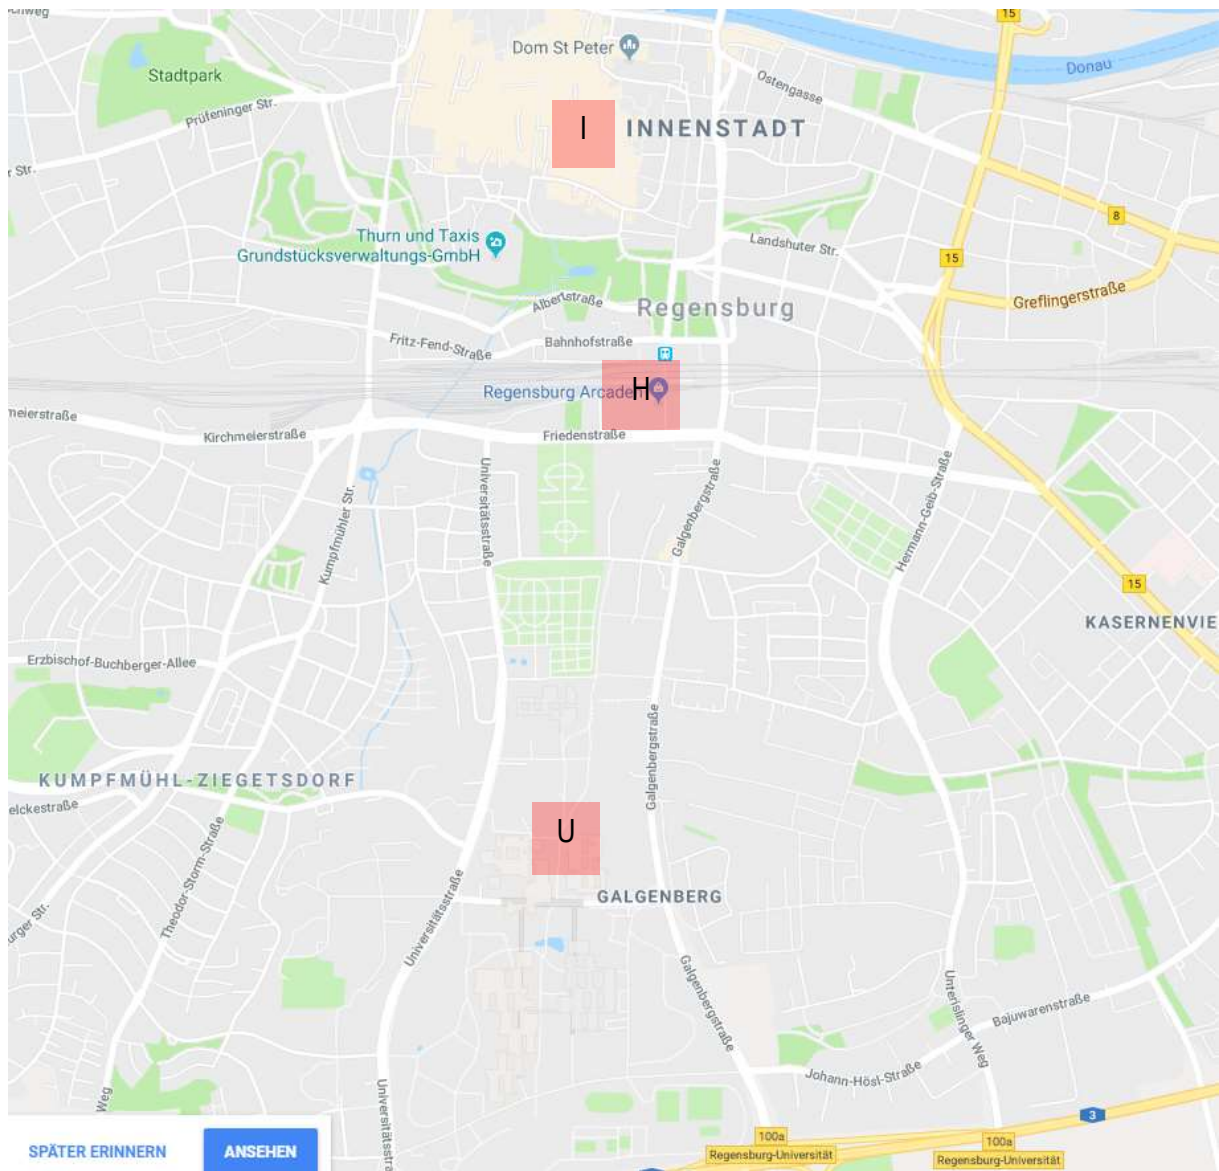 15
Dom St Peter
Donau
Stadtpark
Ostengasse
Prüfeninger Str.
I
INNENSTADT
Str.
8
Thurn und Taxis
Grundstücksverwaltungs-GmbH
Landshuter Str.
15
Greflingerstraße
Albertstraße
Regensburg
Fritz-Fend-Straße
Bahnhofstraße
Regensburg Arcaden
H
meierstraße
Kirchmeierstraße
Friedenstraße
Universitätsstraße
Galgenbergstraße
Hermann-Geib-Straße
Kumpfmühler Str.
15
KASERNENVIE
Erzbischof-Buchberger-Allee
Galgenbergstraße
KUMPFMÜHL-ZIEGETSDORF
elckestraße
U
Theodor-Storm-Straße
GALGENBERG
Universitätsstraße
urger Str.
Galgenbergstraße
Unterislinger Weg
Bajuwarenstraße
Johann-Hösl-Straße
Weg
Universitätsstra
3
100a
Regensburg-Universität
100a
Regensburg-Universität
SPÄTER ERINNERN
ANSEHEN